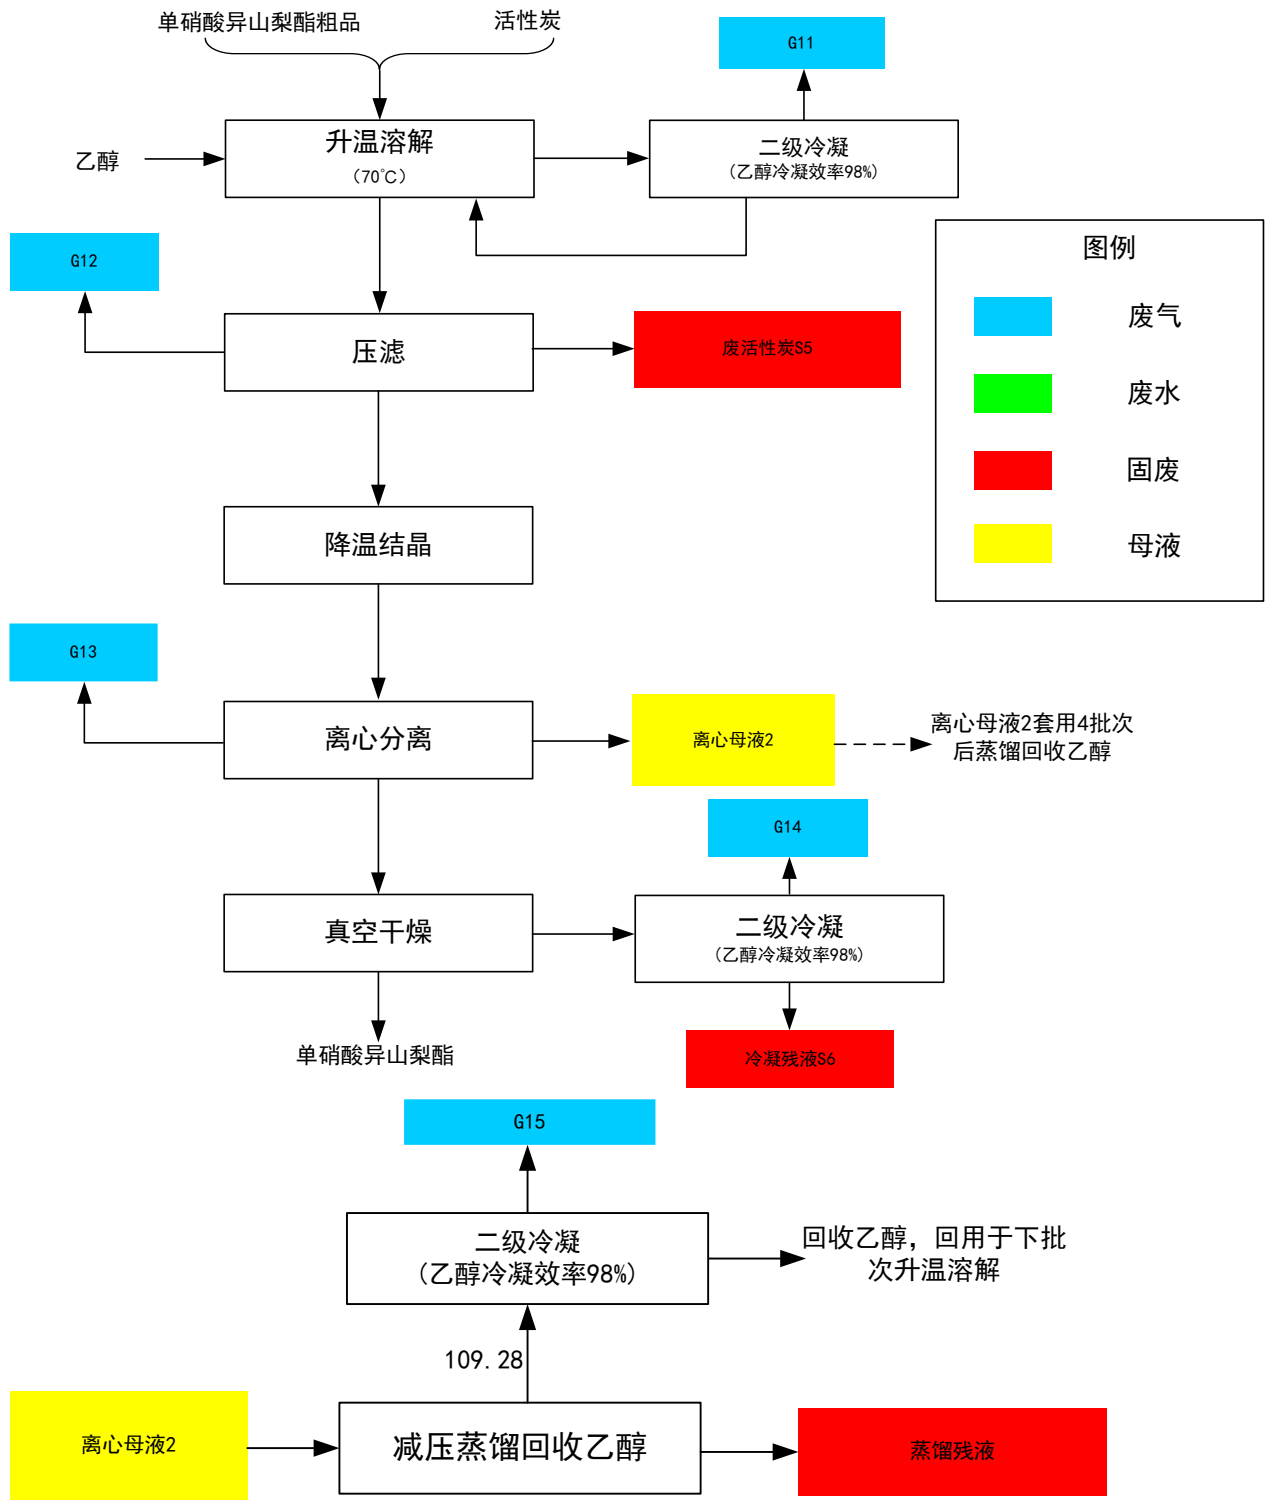 单硝酸异山梨酯粗品
活性炭
G11
乙醇
升温溶解
(70℃)
二级冷凝
(乙醇冷凝效率98%)
图例
废气
废水
固废
母液
G12
压滤
废活性炭S5
降温结晶
G13
离心分离
离心母液2
离心母液2套用4批次
后蒸馏回收乙醇
G14
真空干燥
二级冷凝
(乙醇冷凝效率98%)
单硝酸异山梨酯
冷凝残液S6
G15
二级冷凝
(乙醇冷凝效率98%)
回收乙醇，回用于下批
次升温溶解
109.28
离心母液2
减压蒸馏回收乙醇
蒸馏残液